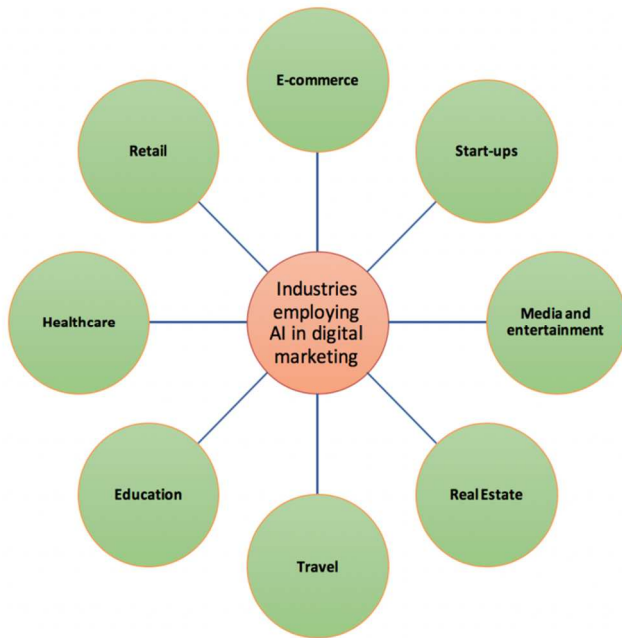 E-commerce
Retail
Start-ups
Industries
employing
AI in digital
marketing
Healthcare
Media and
entertainment
Education
Real Estate
Travel